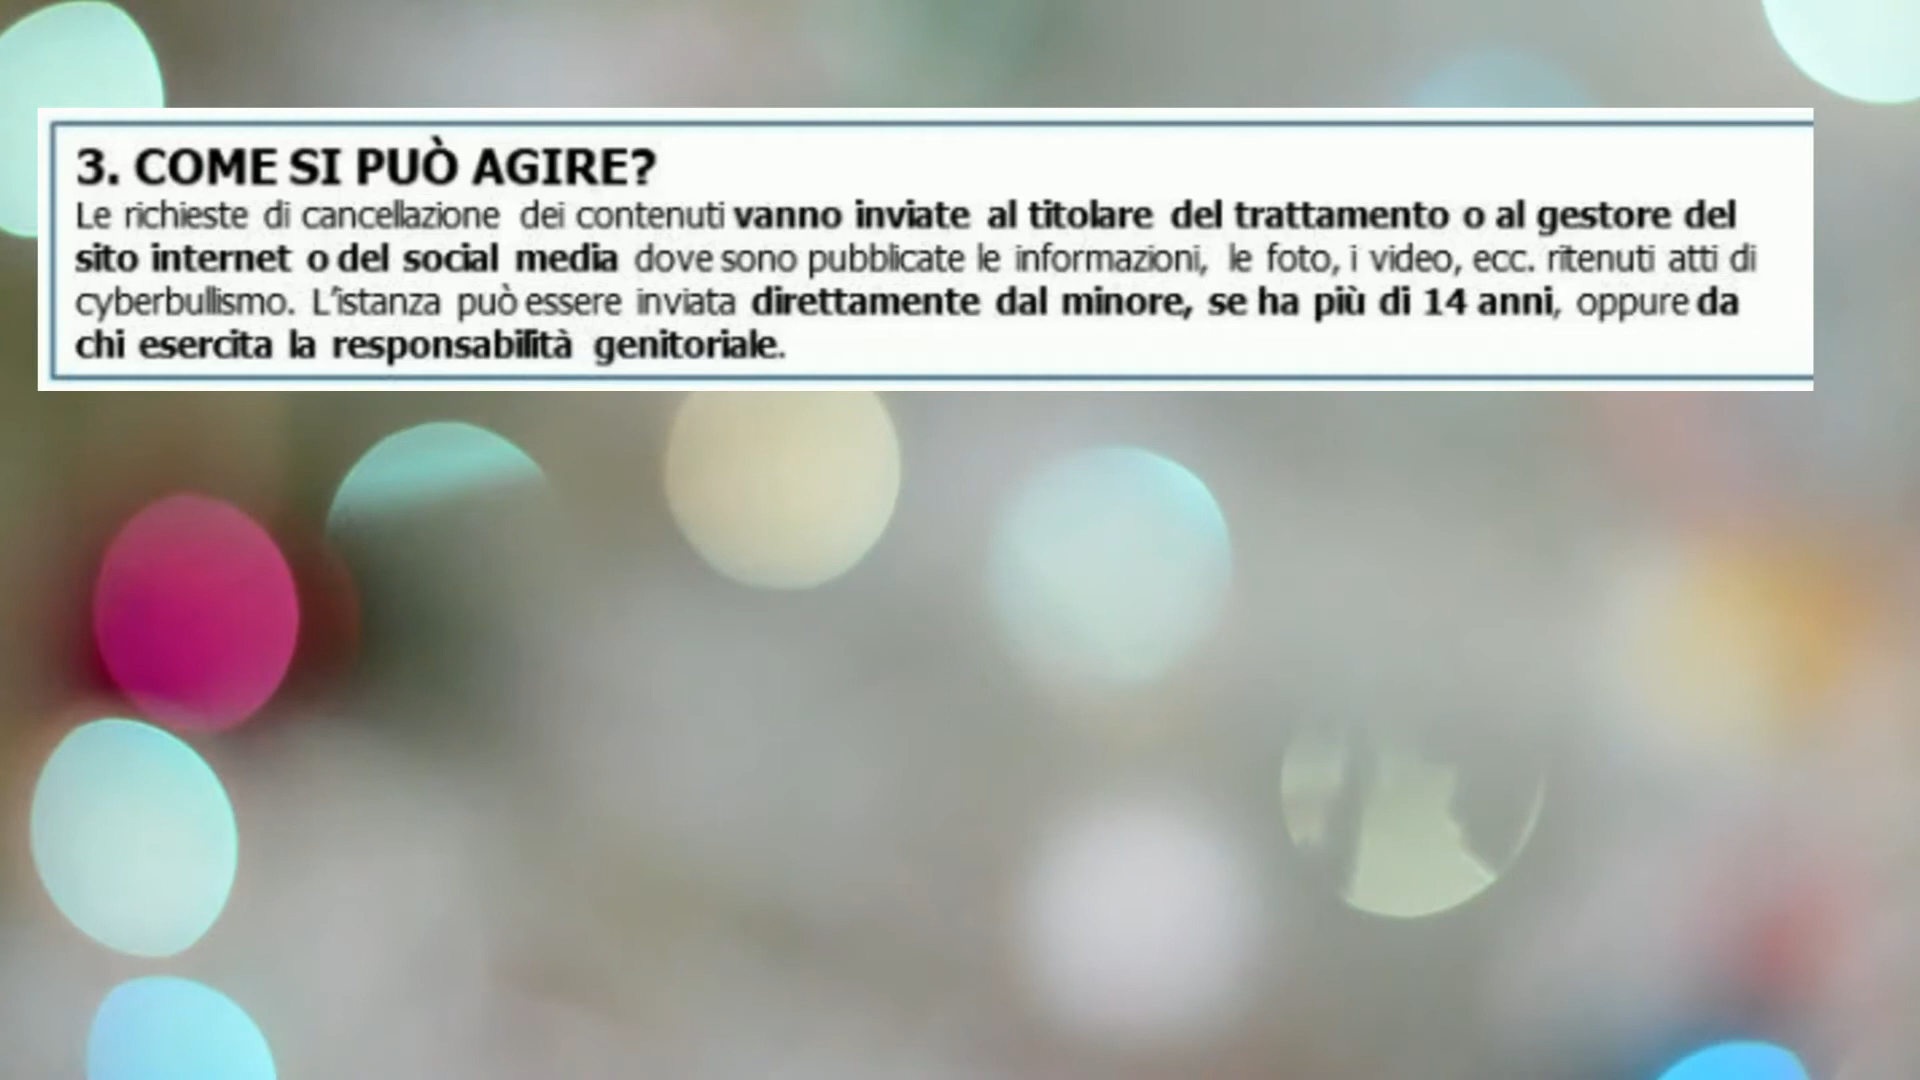 3. COME SI PUÒ AGIRE?
Le richieste di cancellazione dei contenuti vanno inviate al titolare del trattamento o al gestore del
sito internet o del social media dove sono pubblicate le informazioni, le foto, i video, ecc. ritenuti atti di
cyberbullismo. L'istanza può essere inviata direttamente dal minore, se ha più di 14 anni, oppure da
chi esercita la responsabilità genitoriale.